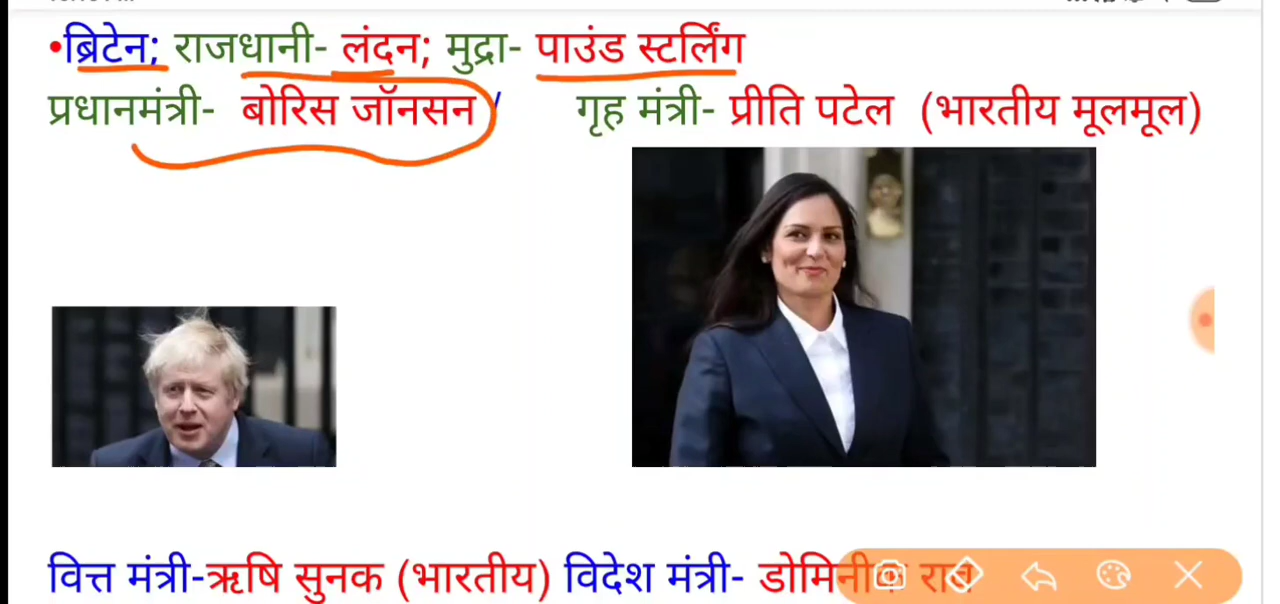 •ब्रिटेन; राजधानी- लंदन; मुद्रा- पाउंड स्टर्लिंग
प्रधानमंत्री- बोरिस जॉनसन / गृह मंत्री- प्रीति पटेल (भारतीय मूलमूल)
वित्त मंत्री-ऋषि सुनक (भारतीय) विदेश मंत्री- डोमिनीक